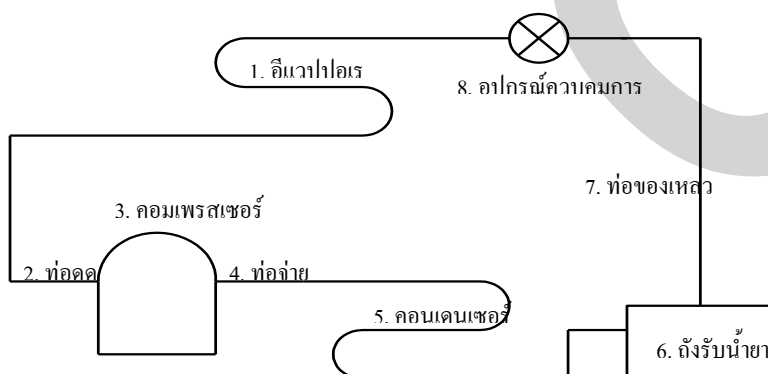 1. อีแวปปอเร
8. อปกรณ์ควบคมการ
7. ท่อของเหลว
3. คอมเพรสเซอร์
2. ท่อดด
4. ท่อจ่าย
5. คอนเดนเซอร์
6. ถังรับน้ำยา